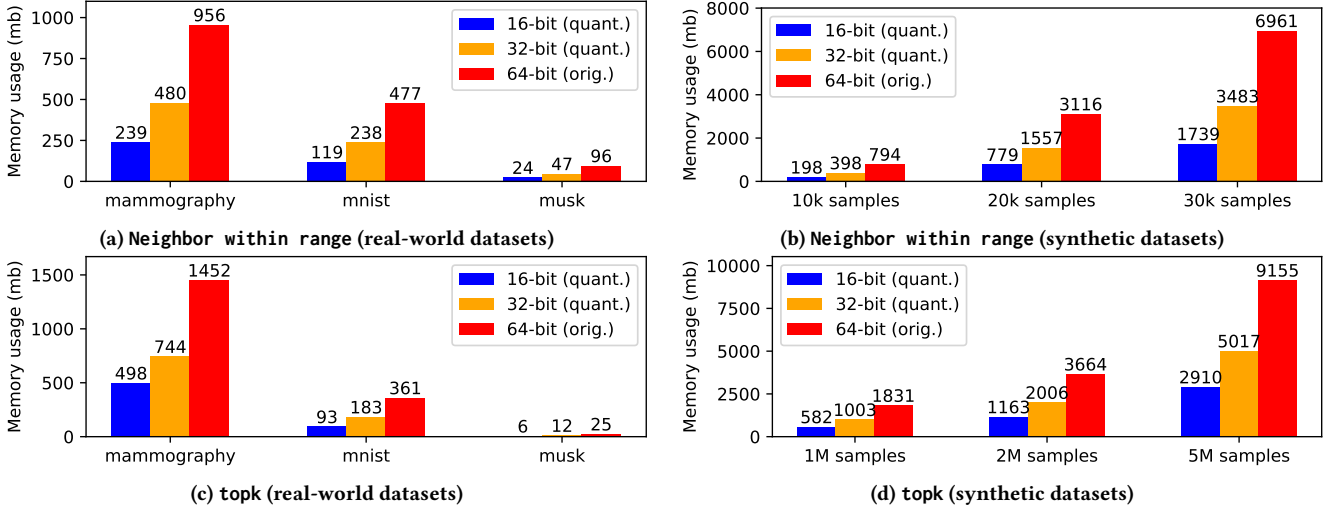 Memory usage (mb)
1000
750
500
250
0
239
480
956
119
238
477
24
47
96
16-bit (quant.)
32-bit (quant.)
64-bit (orig.)
mammography
mnist
musk
(a) Neighbor within range (real-world datasets)
Memory usage (mb)
8000
6000
4000
2000
0
16-bit (quant.)
32-bit (quant.)
64-bit (orig.)
198
398
794
779
1557
3116
1739
3483
6961
10k samples
20k samples
30k samples
(b) Neighbor within range (synthetic datasets)
Memory usage (mb)
1500
1000
500
0
498
744
1452
93
183
361
6
12
25
16-bit (quant.)
32-bit (quant.)
64-bit (orig.)
mammography
mnist
musk
(c) topk (real-world datasets)
Memory usage (mb)
10000
7500
5000
2500
0
16-bit (quant.)
32-bit (quant.)
64-bit (orig.)
582
1003
1831
1163
2006
3664
2910
5017
9155
1M samples
2M samples
5M samples
(d) topk (synthetic datasets)